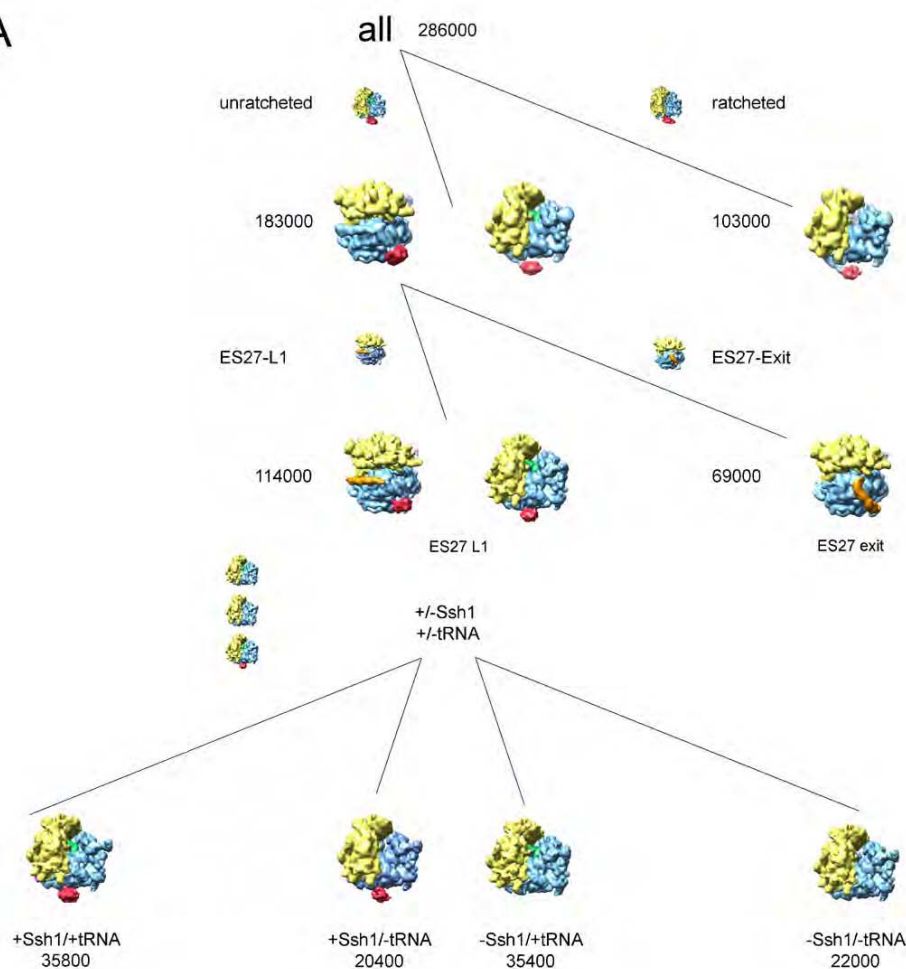 A
all 286000
unratcheted
ratcheted
183000
103000
ES27-L1
ES27-Exit
114000
69000
ES27 L1
ES27 exit
+/-Ssh1
+/-tRNA
+Ssh1/+tRNA
35800
+Ssh1/-tRNA
20400
-Ssh1/+tRNA
35400
-Ssh1/-tRNA
22000